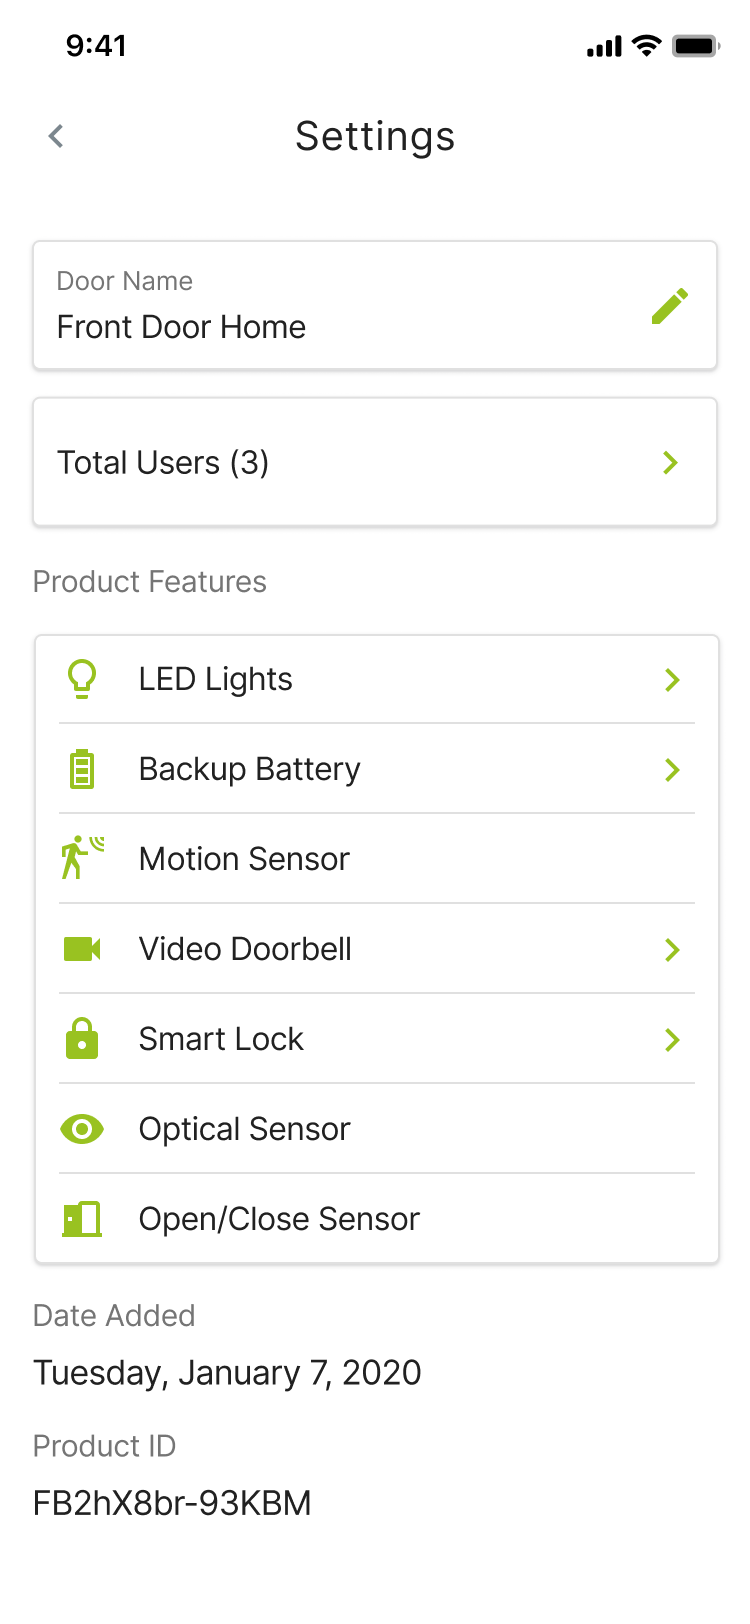 9:41
Settings
Door Name
Front Door Home
Total Users (3)
Product Features
LED Lights
Backup Battery
Motion Sensor
Video Doorbell
Smart Lock
Optical Sensor
Open/Close Sensor
Date Added
Tuesday, January 7, 2020
Product ID
FB2hX8br-93KBM